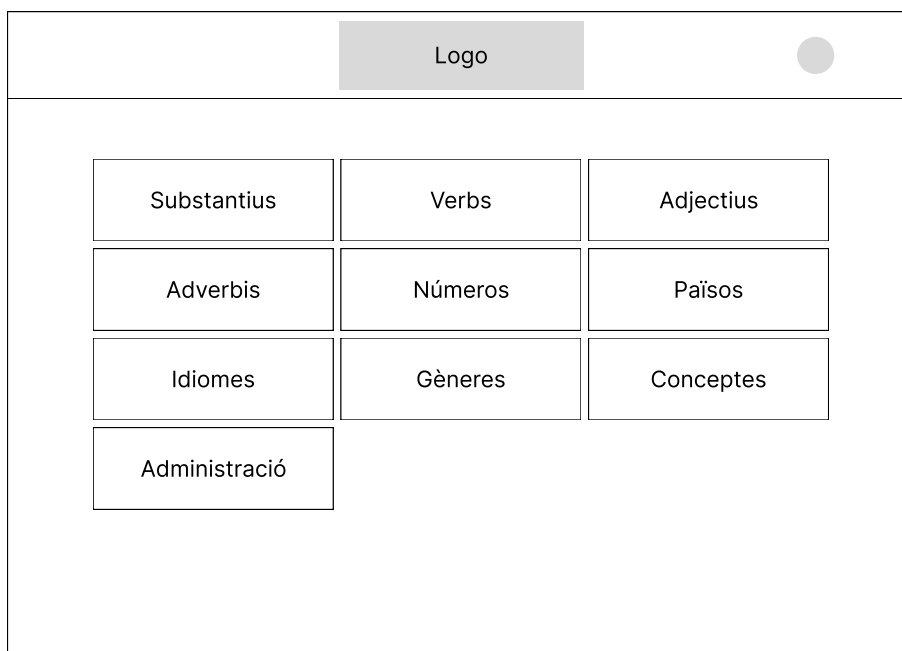 Logo
Substantius
Verbs
Adjectius
Adverbis
Números
Països
Idiomes
Gèneres
Conceptes
Administració